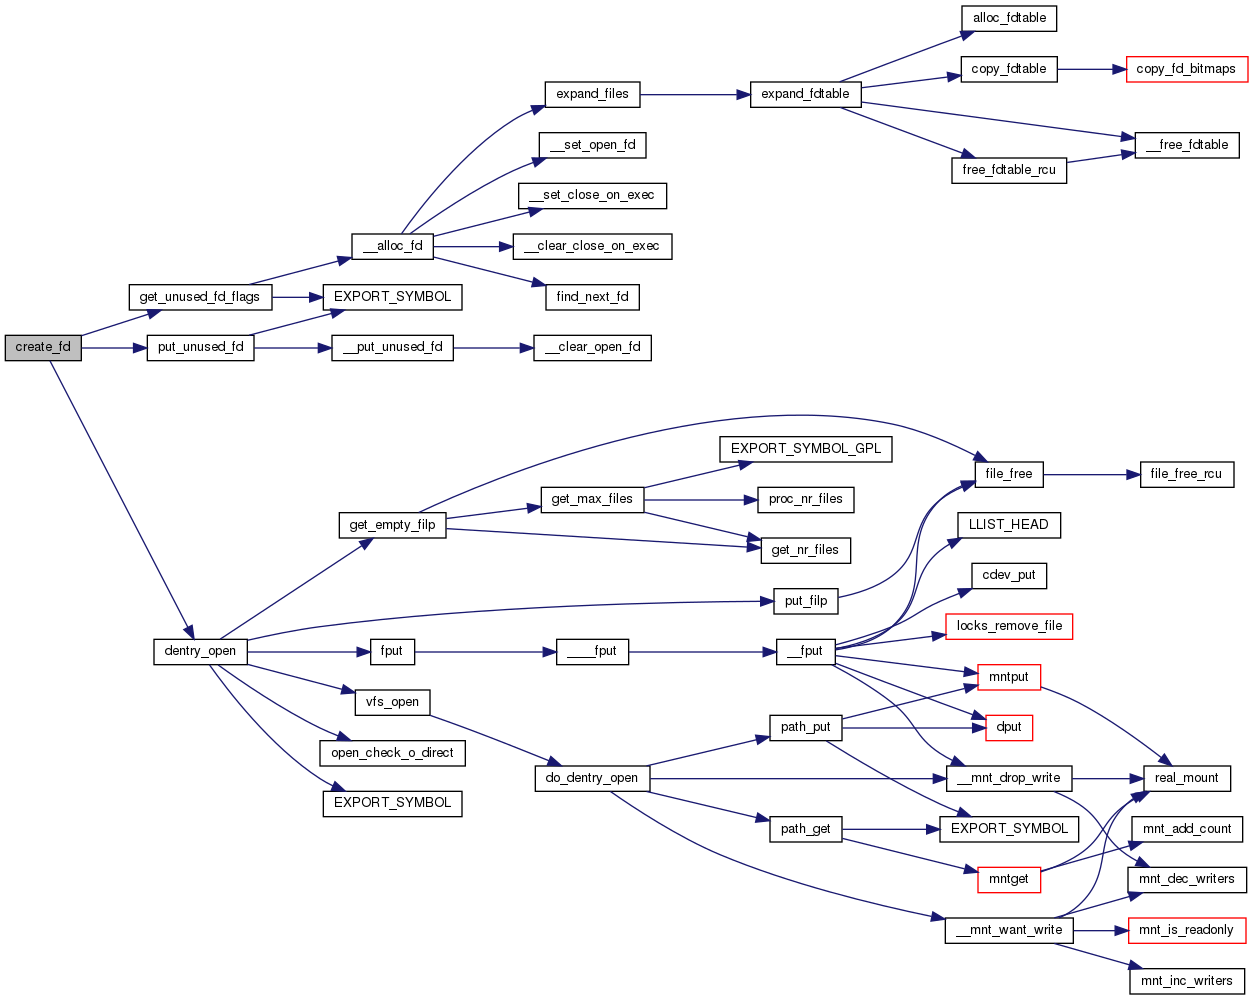 alloc_fdtable
copy_fdtable
copy_fd_bitmaps
expand_files
expand_fdtable
__set_open_fd
__free_fdtable
free_fdtable_rcu
__set_close_on_exec
__alloc_fd
__clear_close_on_exec
get_unused_fd_flags
EXPORT_SYMBOL
find_next_fd
create_fd
put_unused_fd
__put_unused_fd
__clear_open_fd
EXPORT_SYMBOL_GPL
file_free
file_free_rcu
get_max_files
proc_nr_files
get_empty_filp
LLIST_HEAD
get_nr_files
cdev_put
put_filp
locks_remove_file
dentry_open
fput
____fput
__fput
mntput
vfs_open
path_put
dput
open_check_o_direct
do_dentry_open
__mnt_drop_write
real_mount
EXPORT_SYMBOL
path_get
EXPORT_SYMBOL
mnt_add_count
mntget
mnt_dec_writers
__mnt_want_write
mnt_is_readonly
mnt_inc_writers